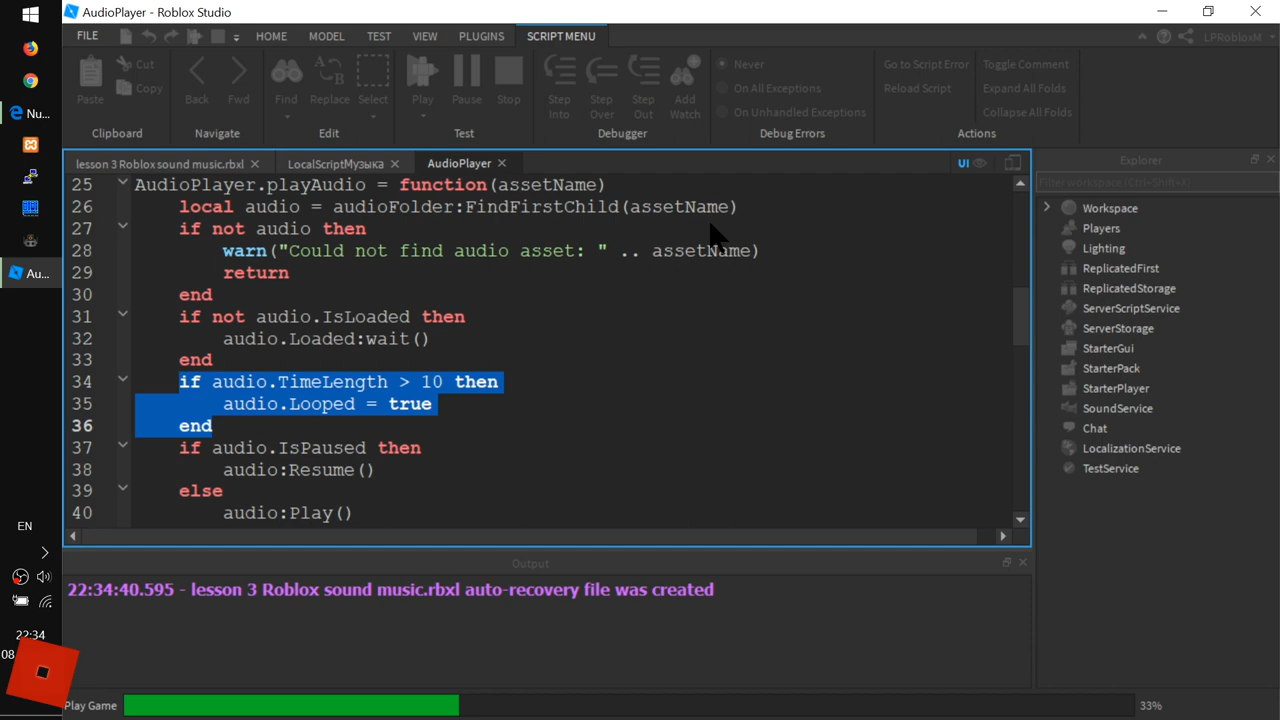 AudioPlayer - Roblox Studio
FILE HOME MODEL TEST VIEW PLUGINS SCRIPT MENU LPRobloxM
Paste Cut Copy Back Fwd Find Replace Select Play Pause Stop Step Into Step Over Step Out Add Watch
Never
On All Exceptions
On Unhandled Exceptions
Go to Script Error Toggle Comment
Reload Script Expand All Folds
Collapse All Folds
Clipboard Navigate Edit Test Debugger Debug Errors Actions
lesson 3 Roblox sound music.rbxl LocalScriptМузыка AudioPlayer UI
25 AudioPlayer.playAudio = function(assetName)
26 local audio = audioFolder:FindFirstChild(assetName)
27 if not audio then
28 warn("Could not find audio asset: " .. assetName)
29 return
30 end
31 if not audio.IsLoaded then
32 audio.Loaded:wait()
33 end
34 if audio.TimeLength > 10 then
35 audio.Looped = true
36 end
37 if audio.IsPaused then
38 audio:Resume()
39 else
40 audio:Play()
Explorer
Filter workspace (Ctrl+Shift+X)
Workspace
Players
Lighting
ReplicatedFirst
ReplicatedStorage
ServerScriptService
ServerStorage
StarterGui
StarterPack
StarterPlayer
SoundService
Chat
LocalizationService
TestService
Output
22:34:40.595 - lesson 3 Roblox sound music.rbxl auto-recovery file was created
Play Game 33%
Nu...
Au...
EN
22:34
08